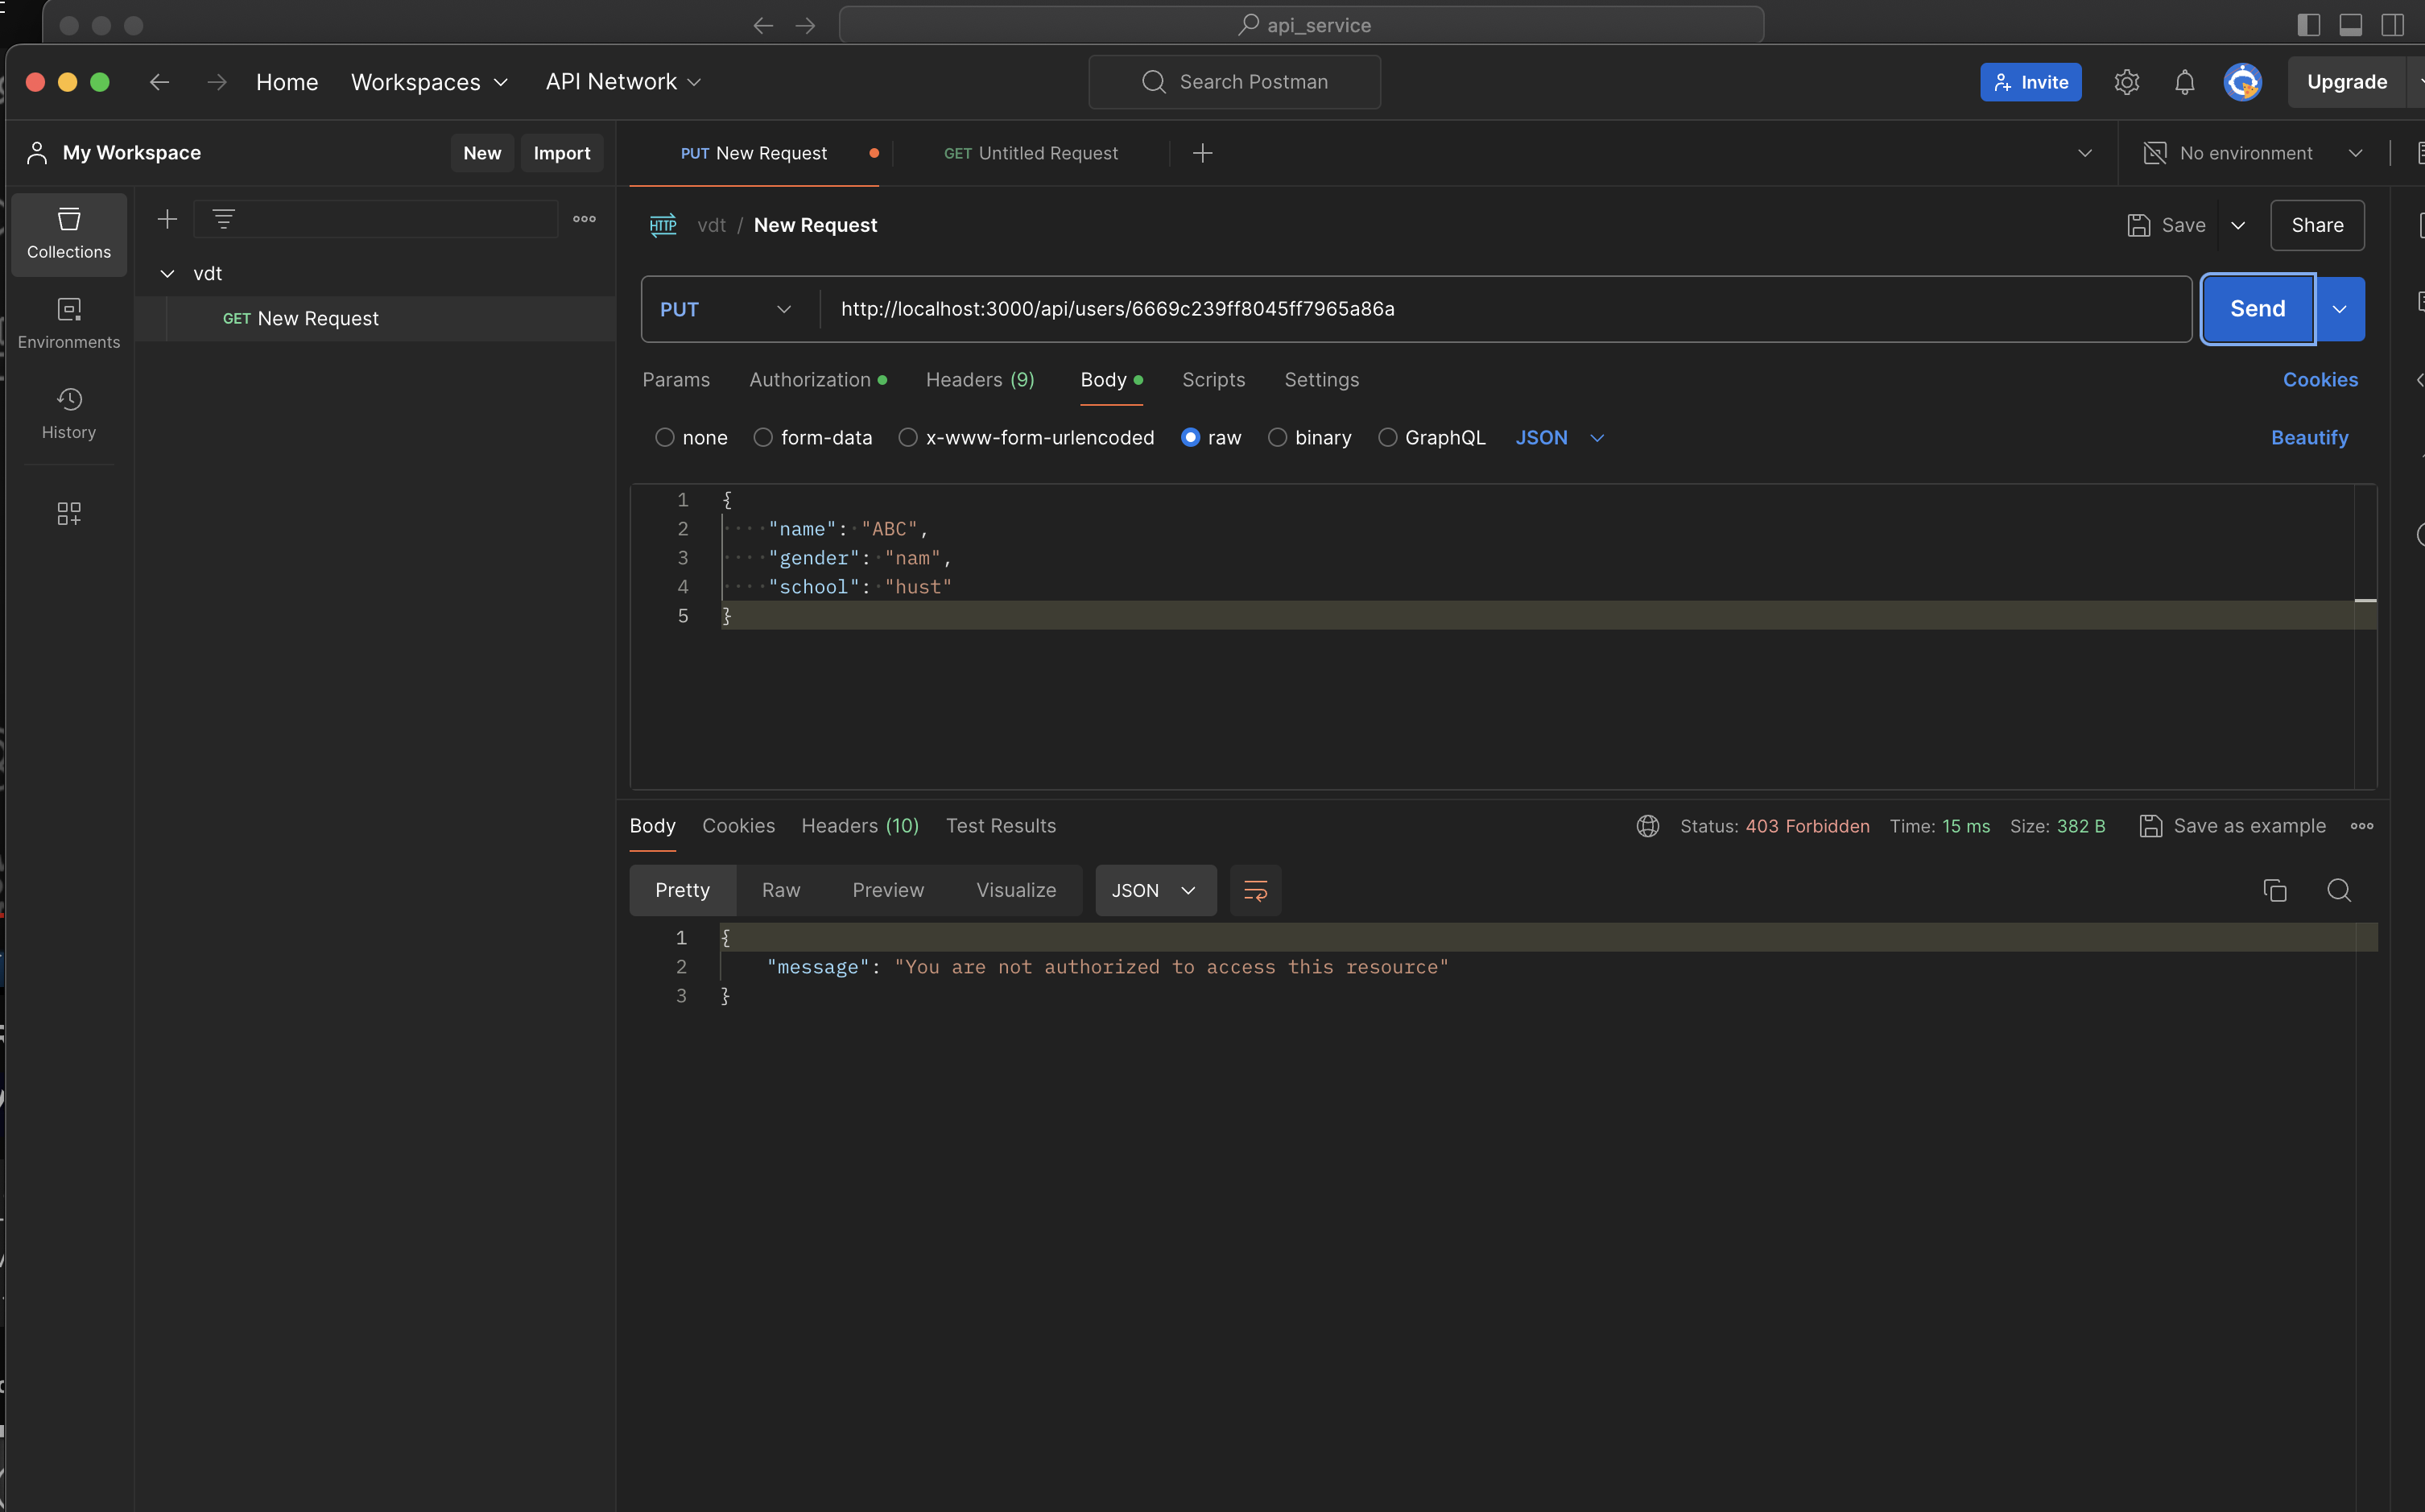 api_service
Home Workspaces API Network Search Postman Invite Upgrade
My Workspace New Import PUT New Request GET Untitled Request No environment
Collections
vdt
GET New Request
Environments
History
HTTP vdt / New Request Save Share
PUT http://localhost:3000/api/users/6669c239ff8045ff7965a86a Send
Params Authorization Headers (9) Body Scripts Settings Cookies
none form-data x-www-form-urlencoded raw binary GraphQL JSON Beautify
1 {
2 "name": "ABC",
3 "gender": "nam",
4 "school": "hust"
5 }
Body Cookies Headers (10) Test Results Status: 403 Forbidden Time: 15 ms Size: 382 B Save as example
Pretty Raw Preview Visualize JSON
1 {
2 "message": "You are not authorized to access this resource"
3 }